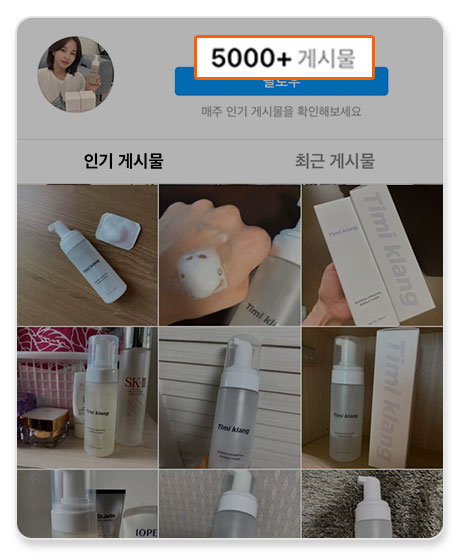 5000+ 게시물
팔로우
매주 인기 게시물을 확인해보세요
인기 게시물
최근 게시물
Timi klang
Timi klang
Timi klang
Timi klang
Timi klang
SK-II
Timi klang
Timi klang
Timi klang
Dr.Jart+